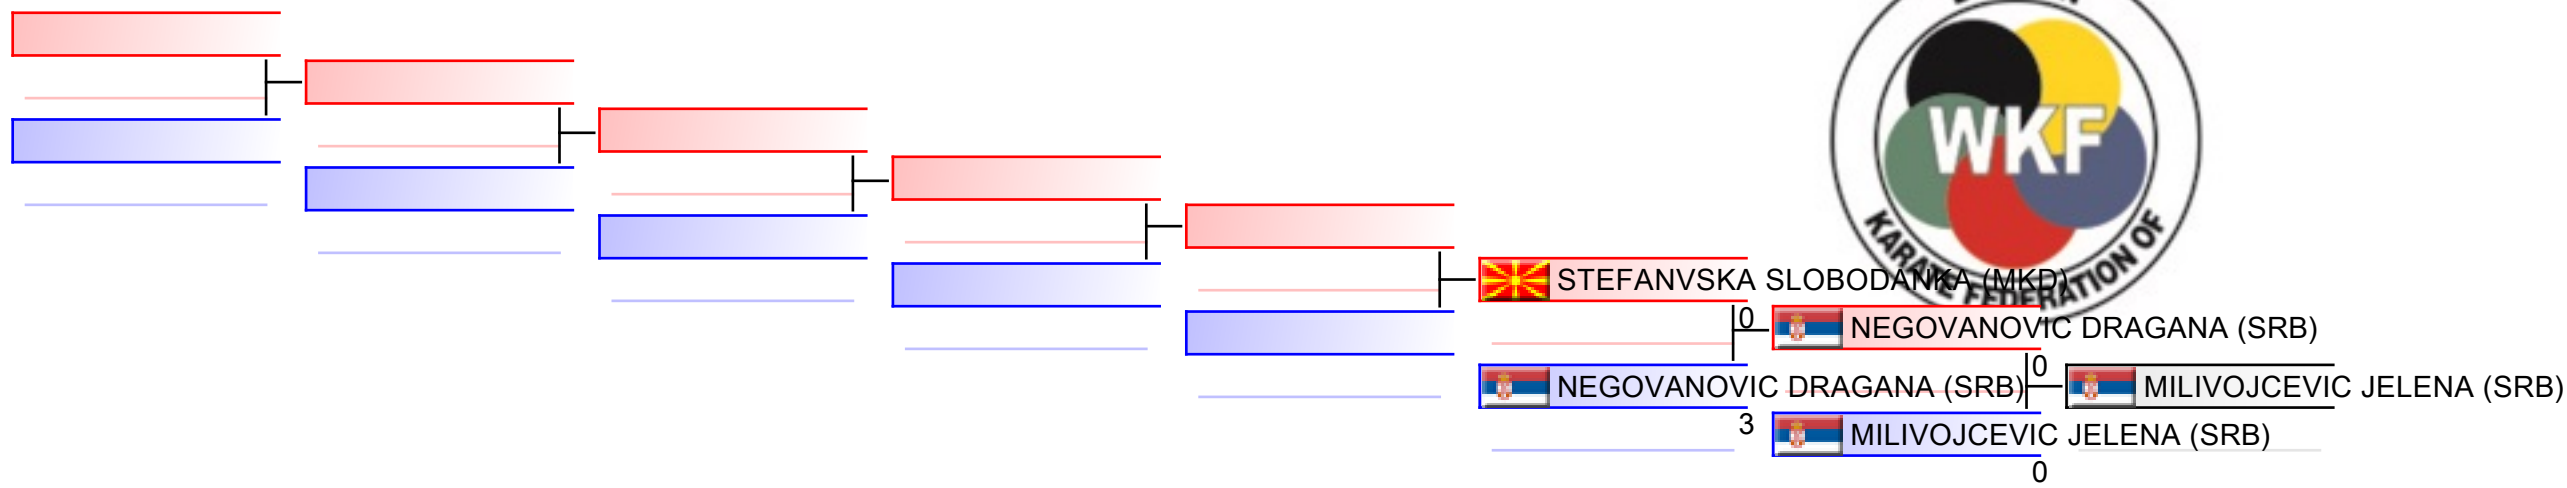 WKF
KARATE FEDERATION OF
STEFANVSKA SLOBODANKA (MKD)
0
NEGOVANOVIC DRAGANA (SRB)
0
NEGOVANOVIC DRAGANA (SRB)
MILIVOJCEVIC JELENA (SRB)
3
MILIVOJCEVIC JELENA (SRB)
0